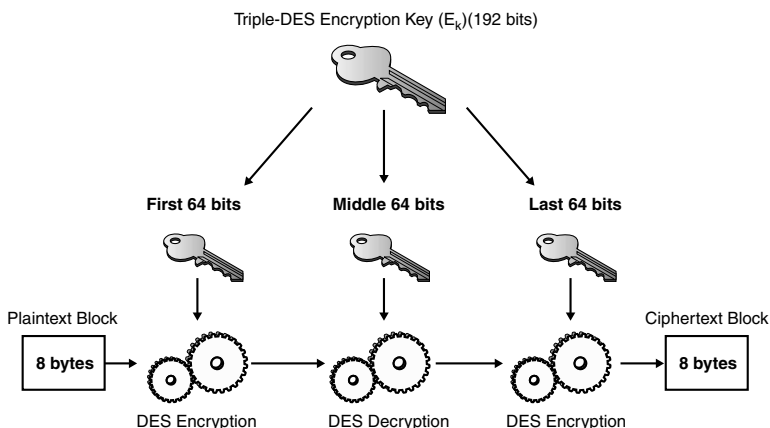 Triple-DES Encryption Key (Ek)(192 bits)
First 64 bits
Middle 64 bits
Last 64 bits
Plaintext Block
Ciphertext Block
8 bytes
8 bytes
DES Encryption
DES Decryption
DES Encryption